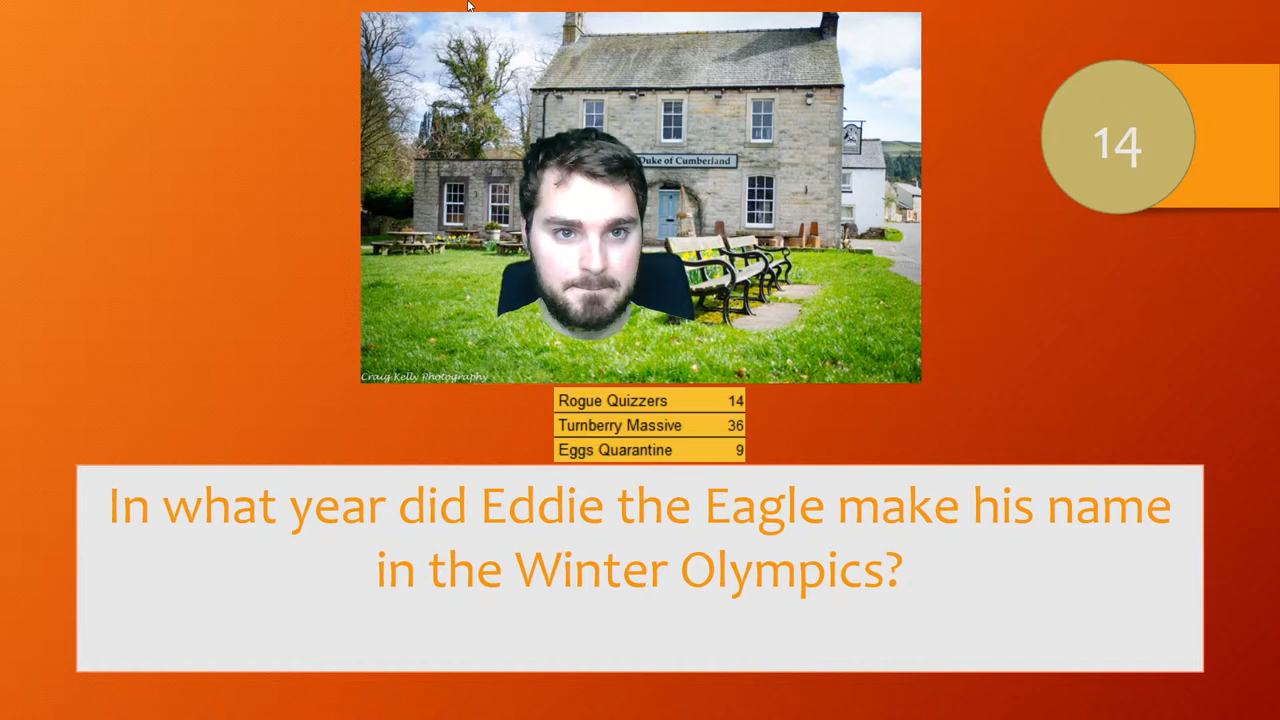 14
Duke of Cumberland
Craig Kelly Photography
Rogue Quizzers 14
Turnberry Massive 36
Eggs Quarantine 9
In what year did Eddie the Eagle make his name
in the Winter Olympics?